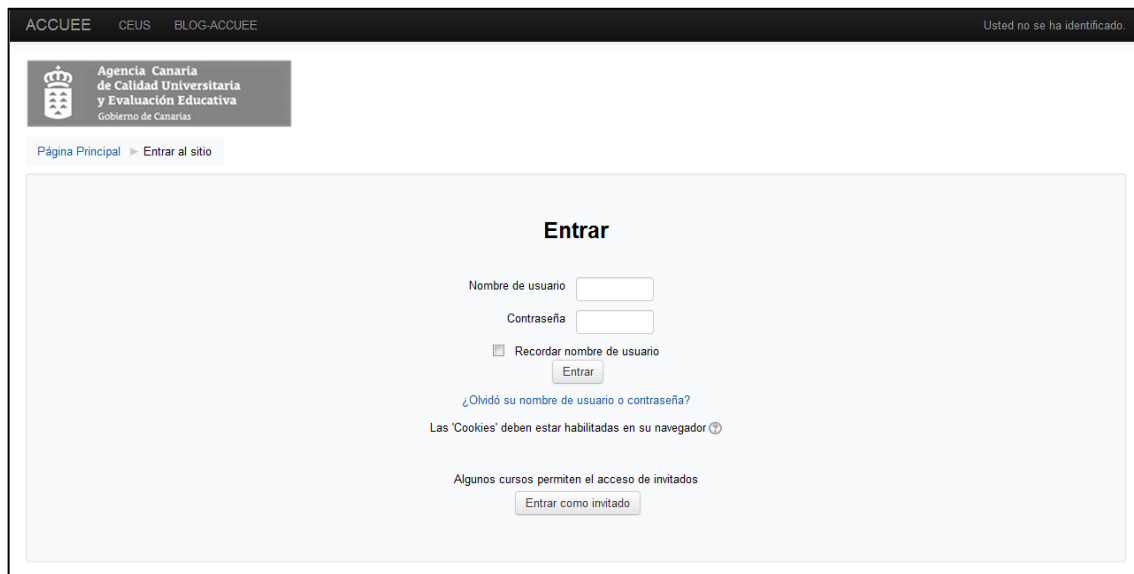 ACCUEE CEUS BLOG-ACCUEE Usted no se ha identificado.
Agencia Canaria
de Calidad Universitaria
y Evaluación Educativa
Gobierno de Canarias
Página Principal ► Entrar al sitio
Entrar
Nombre de usuario
Contraseña
Recordar nombre de usuario
Entrar
¿Olvidó su nombre de usuario o contraseña?
Las 'Cookies' deben estar habilitadas en su navegador ?
Algunos cursos permiten el acceso de invitados
Entrar como invitado